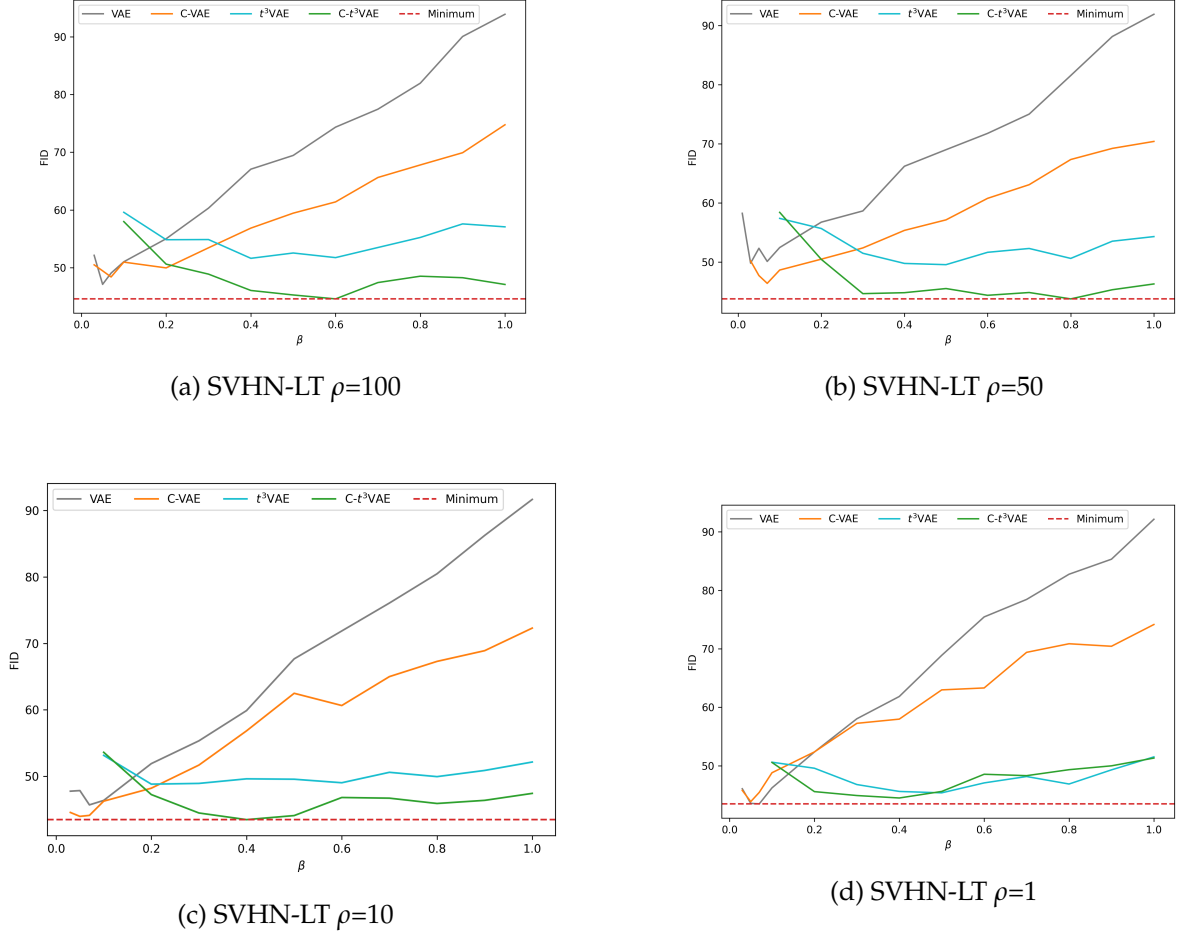 VAE C-VAE t³VAE C-t³VAE Minimum
90
80
70
60
50
FID
0.0 0.2 0.4 0.6 0.8 1.0
β
(a) SVHN-LT ρ=100
VAE C-VAE t³VAE C-t³VAE Minimum
90
80
70
60
50
FID
0.0 0.2 0.4 0.6 0.8 1.0
β
(b) SVHN-LT ρ=50
VAE C-VAE t³VAE C-t³VAE Minimum
90
80
70
60
50
FID
0.0 0.2 0.4 0.6 0.8 1.0
β
(c) SVHN-LT ρ=10
VAE C-VAE t³VAE C-t³VAE Minimum
90
80
70
60
50
FID
0.0 0.2 0.4 0.6 0.8 1.0
β
(d) SVHN-LT ρ=1